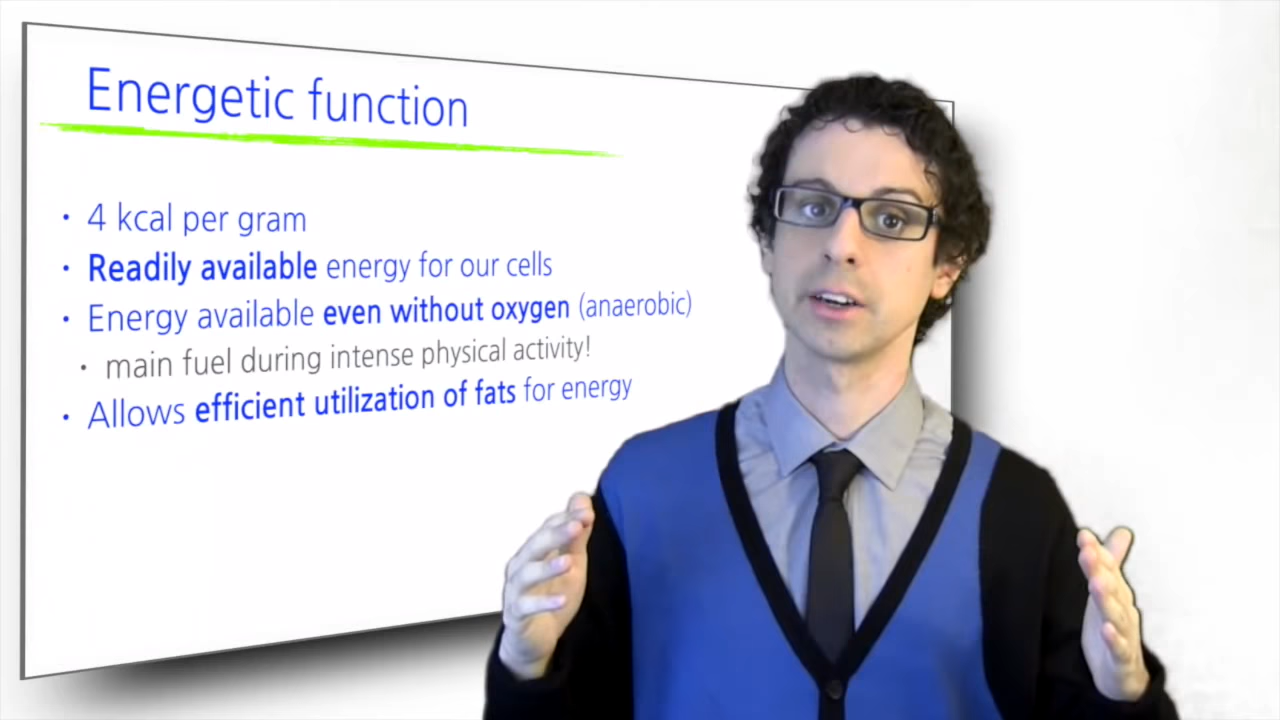 Energetic function
• 4 kcal per gram
• Readily available energy for our cells
• Energy available even without oxygen (anaerobic)
• main fuel during intense physical activity!
• Allows efficient utilization of fats for energy